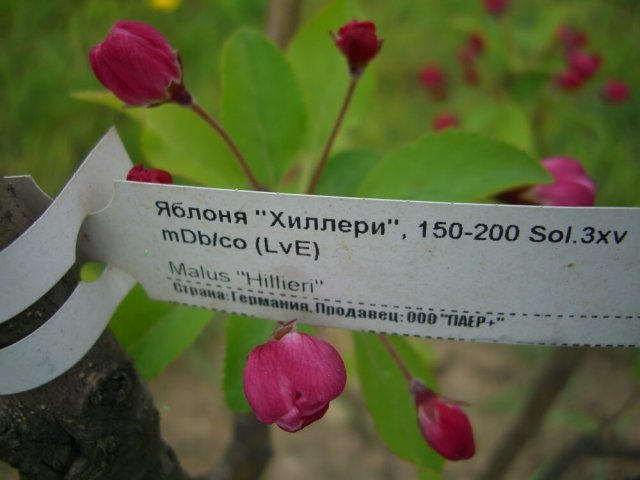 Яблоня "Хиллери", 150-200 Sol.3xv
mDb/co (LvE)
Malus "Hillieri"
Страна: Германия, Продавец: ООО "ПАЕР+"